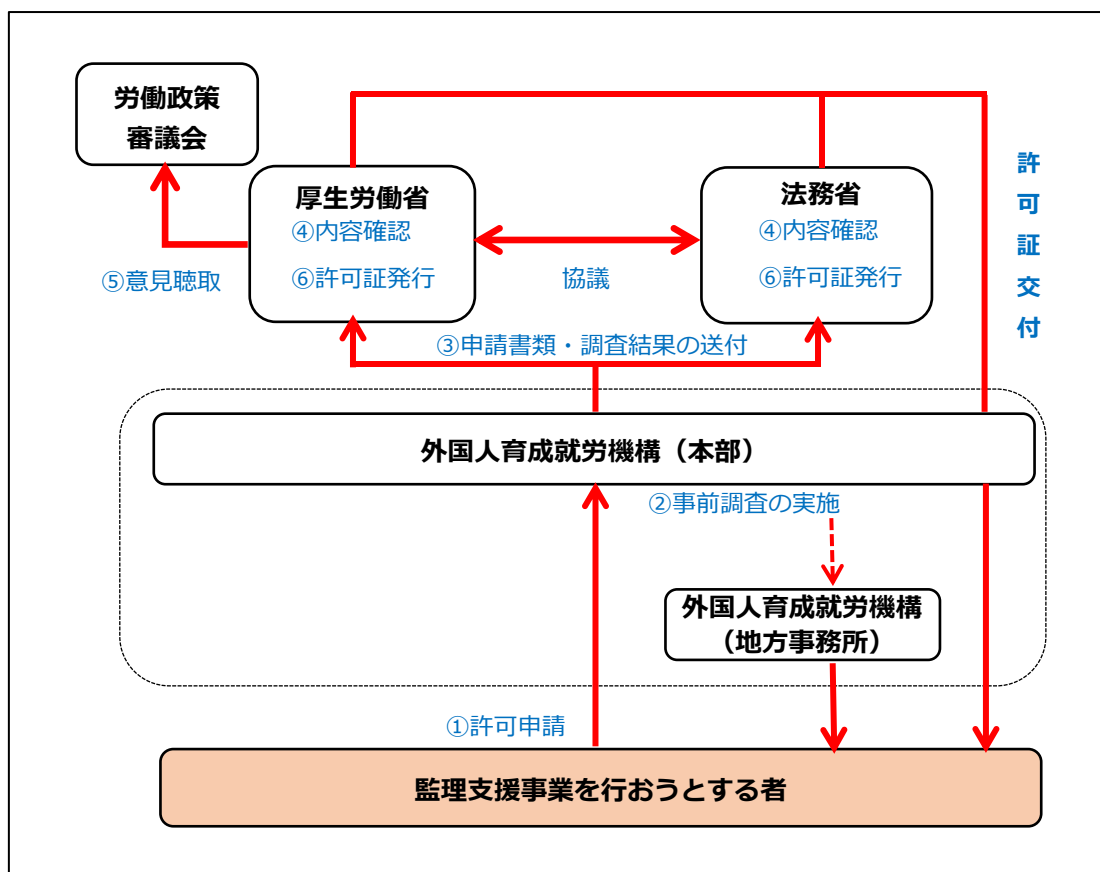 労働政策
審議会
厚生労働省
④内容確認
⑥許可証発行
法務省
④内容確認
⑥許可証発行
許可証交付
⑤意見聴取
協議
③申請書類・調査結果の送付
外国人育成就労機構（本部）
②事前調査の実施
外国人育成就労機構
（地方事務所）
①許可申請
監理支援事業を行おうとする者